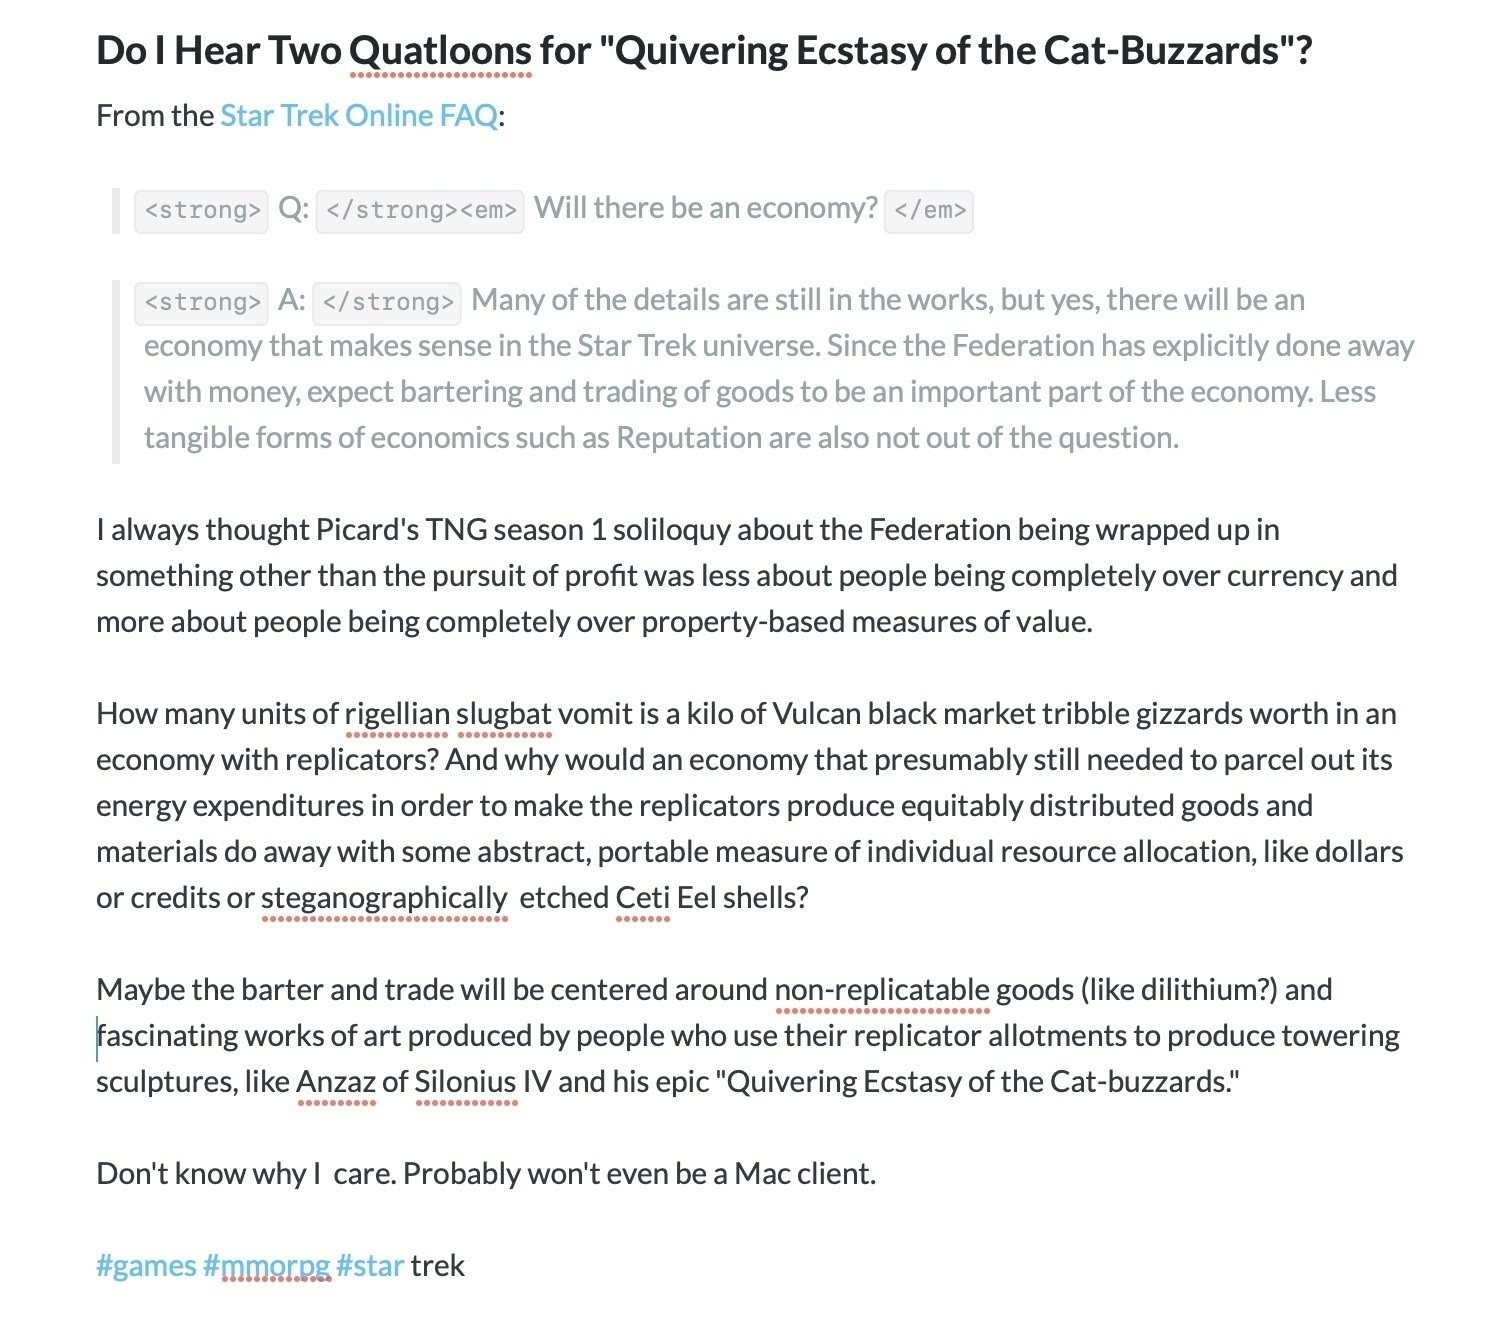 Do I Hear Two Quatloons for "Quivering Ecstasy of the Cat-Buzzards"?
From the Star Trek Online FAQ:
<strong> Q: </strong><em> Will there be an economy? </em>
<strong> A: </strong> Many of the details are still in the works, but yes, there will be an
economy that makes sense in the Star Trek universe. Since the Federation has explicitly done away
with money, expect bartering and trading of goods to be an important part of the economy. Less
tangible forms of economics such as Reputation are also not out of the question.
I always thought Picard's TNG season 1 soliloquy about the Federation being wrapped up in
something other than the pursuit of profit was less about people being completely over currency and
more about people being completely over property-based measures of value.
How many units of rigellian slugbat vomit is a kilo of Vulcan black market tribble gizzards worth in an
economy with replicators? And why would an economy that presumably still needed to parcel out its
energy expenditures in order to make the replicators produce equitably distributed goods and
materials do away with some abstract, portable measure of individual resource allocation, like dollars
or credits or steganographically  etched Ceti Eel shells?
Maybe the barter and trade will be centered around non-replicatable goods (like dilithium?) and
fascinating works of art produced by people who use their replicator allotments to produce towering
sculptures, like Anzaz of Silonius IV and his epic "Quivering Ecstasy of the Cat-buzzards."
Don't know why I  care. Probably won't even be a Mac client.
#games #mmorpg #star trek